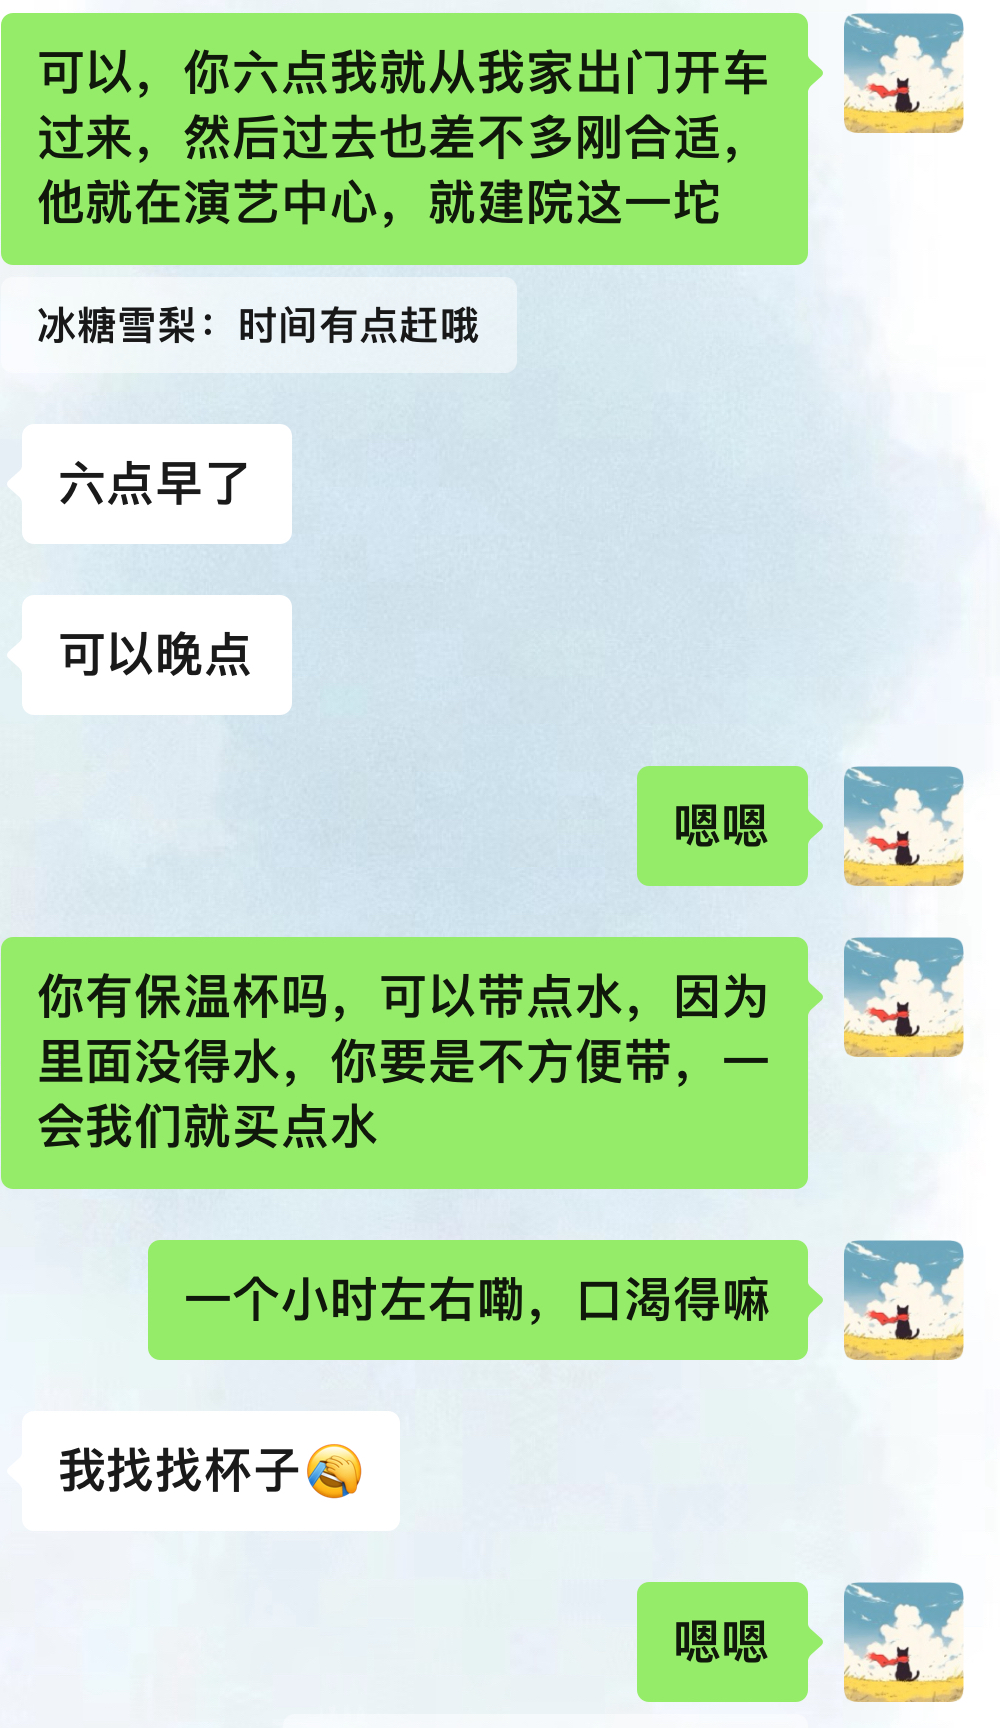 可以，你六点我就从我家出门开车
过来，然后过去也差不多刚合适，
他就在演艺中心，就建院这一坨
冰糖雪梨：时间有点赶哦
六点早了
可以晚点
嗯嗯
你有保温杯吗，可以带点水，因为
里面没得水，你要是不方便带，一
会我们就买点水
一个小时左右嘞，口渴得嘛
我找找杯子🤣
嗯嗯